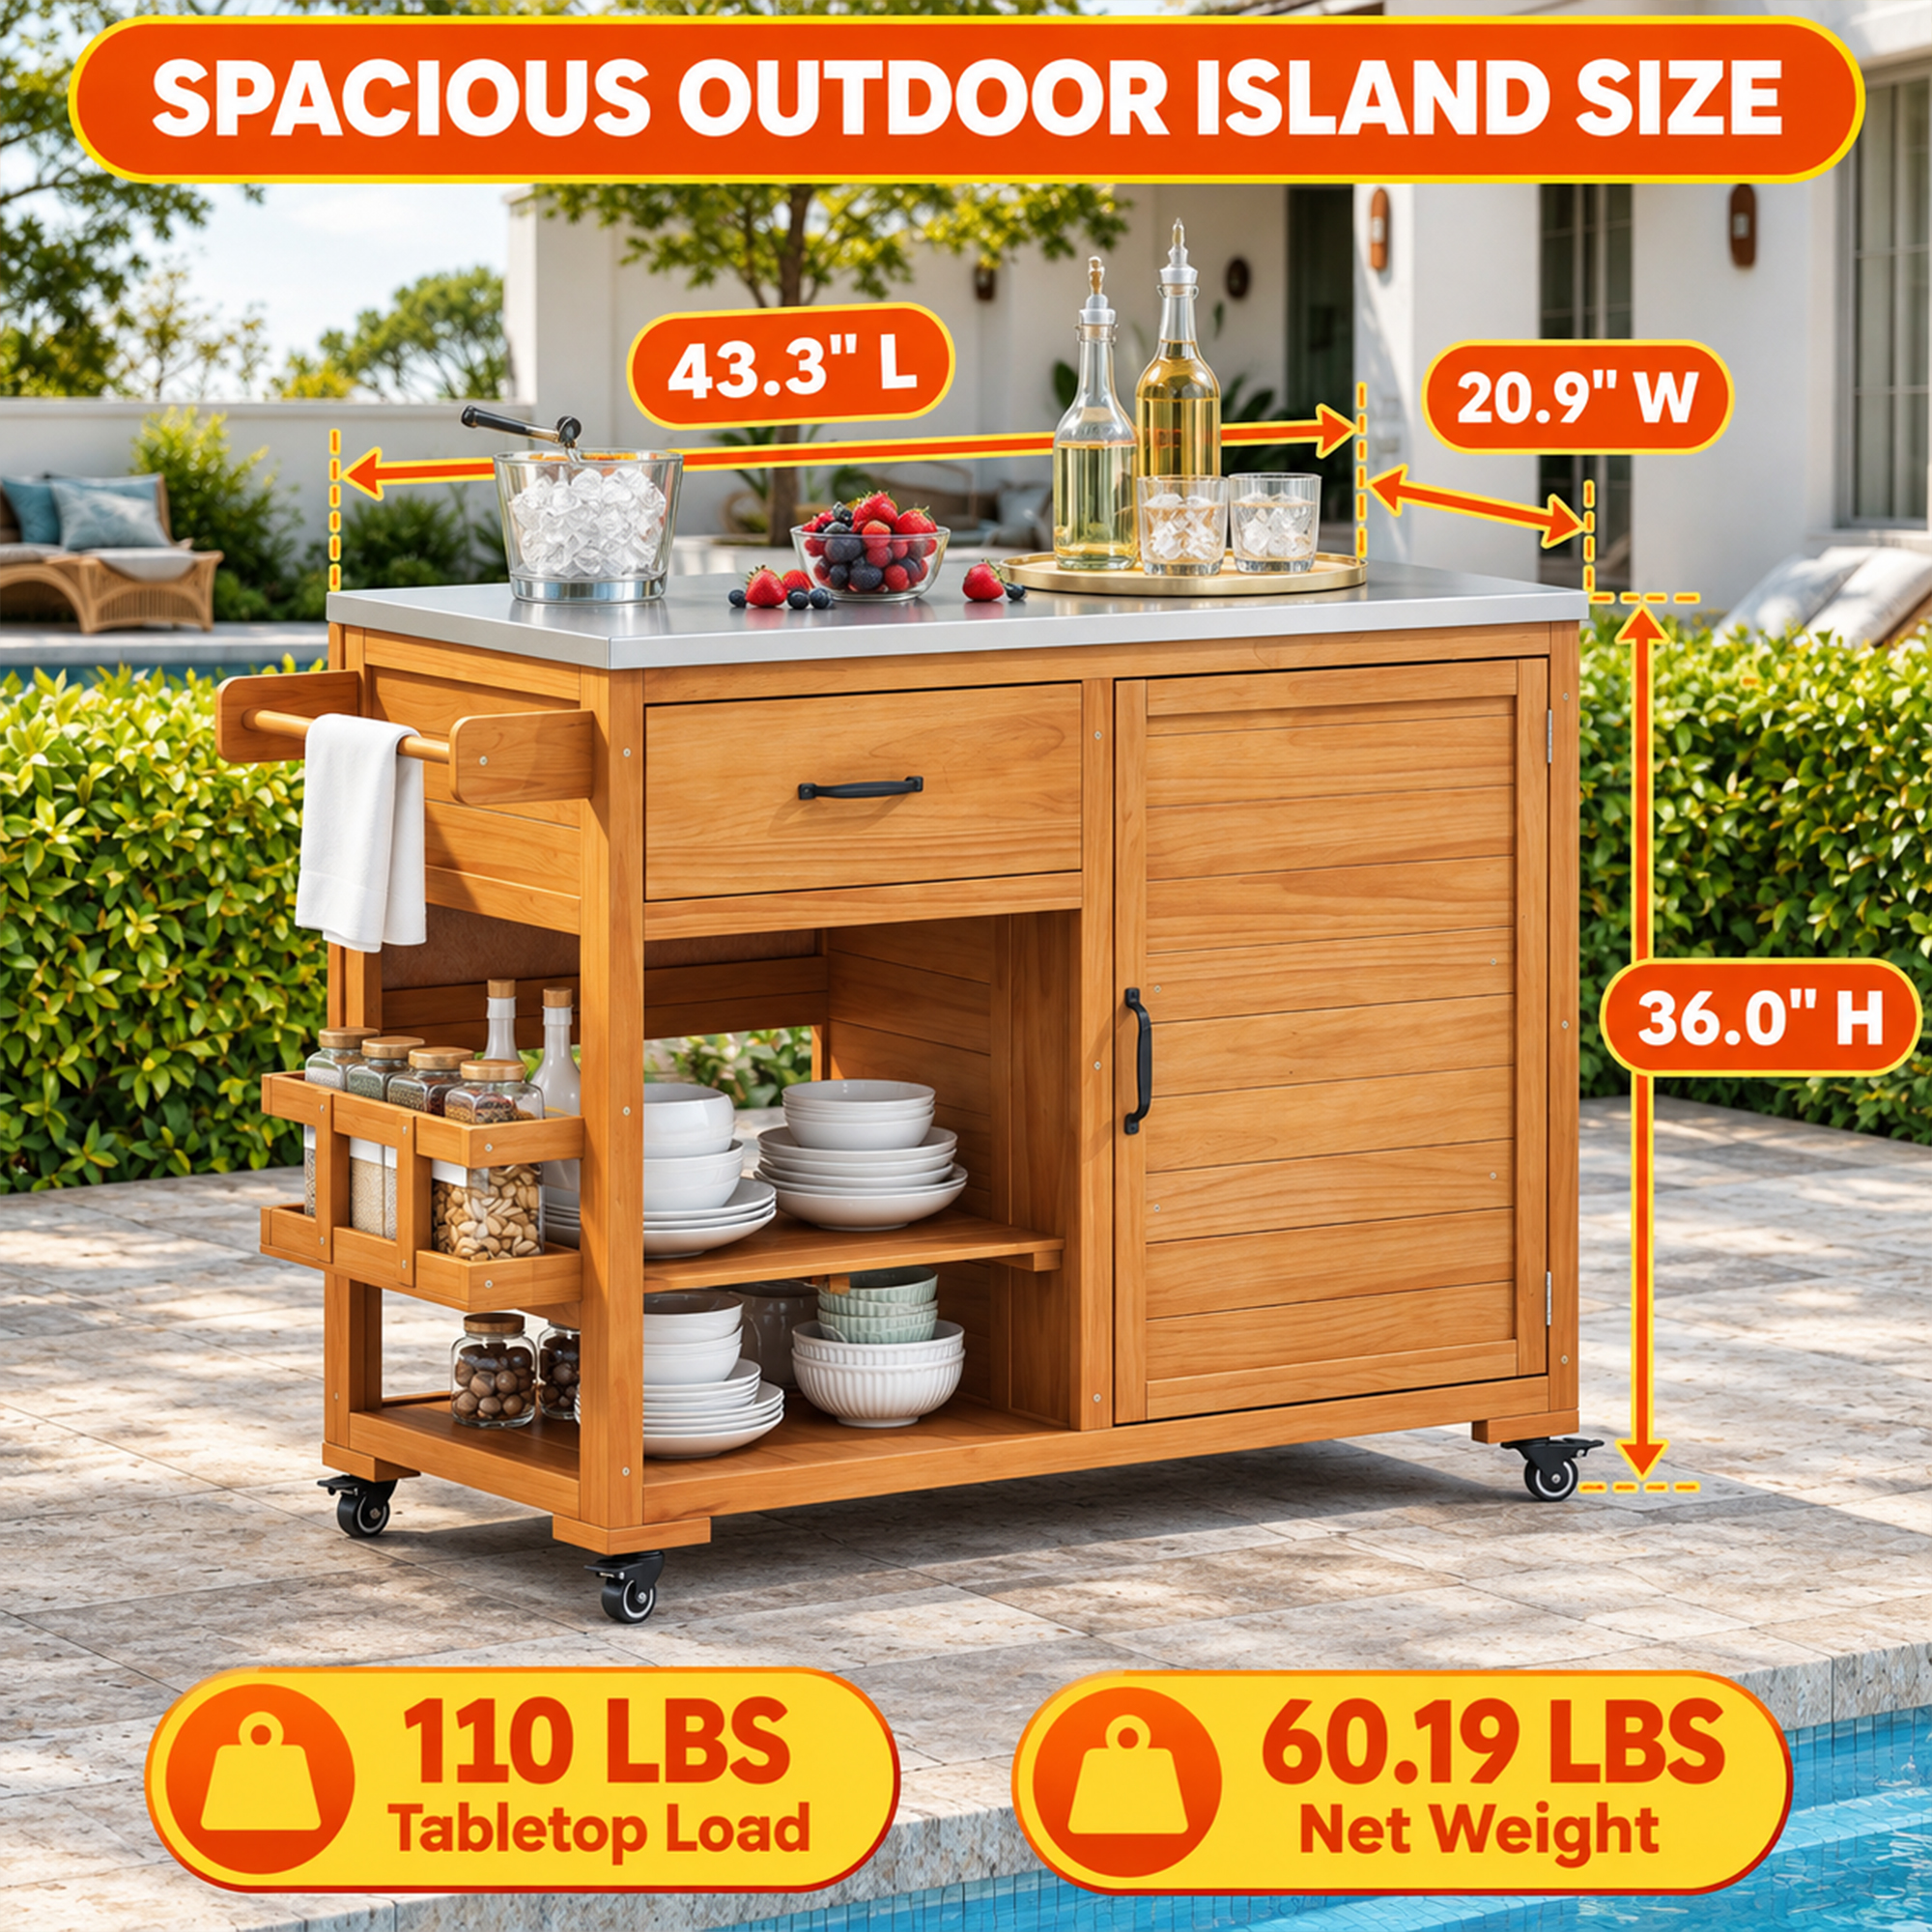 SPACIOUS OUTDOOR ISLAND SIZE
43.3" L
20.9" W
36.0" H
110 LBS
Tabletop Load
60.19 LBS
Net Weight